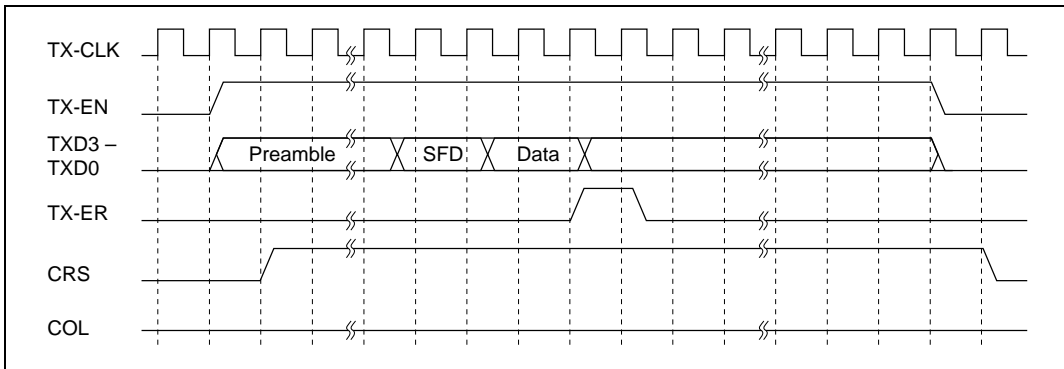 TX-CLK
TX-EN
TXD3 –
TXD0
Preamble
SFD
Data
TX-ER
CRS
COL